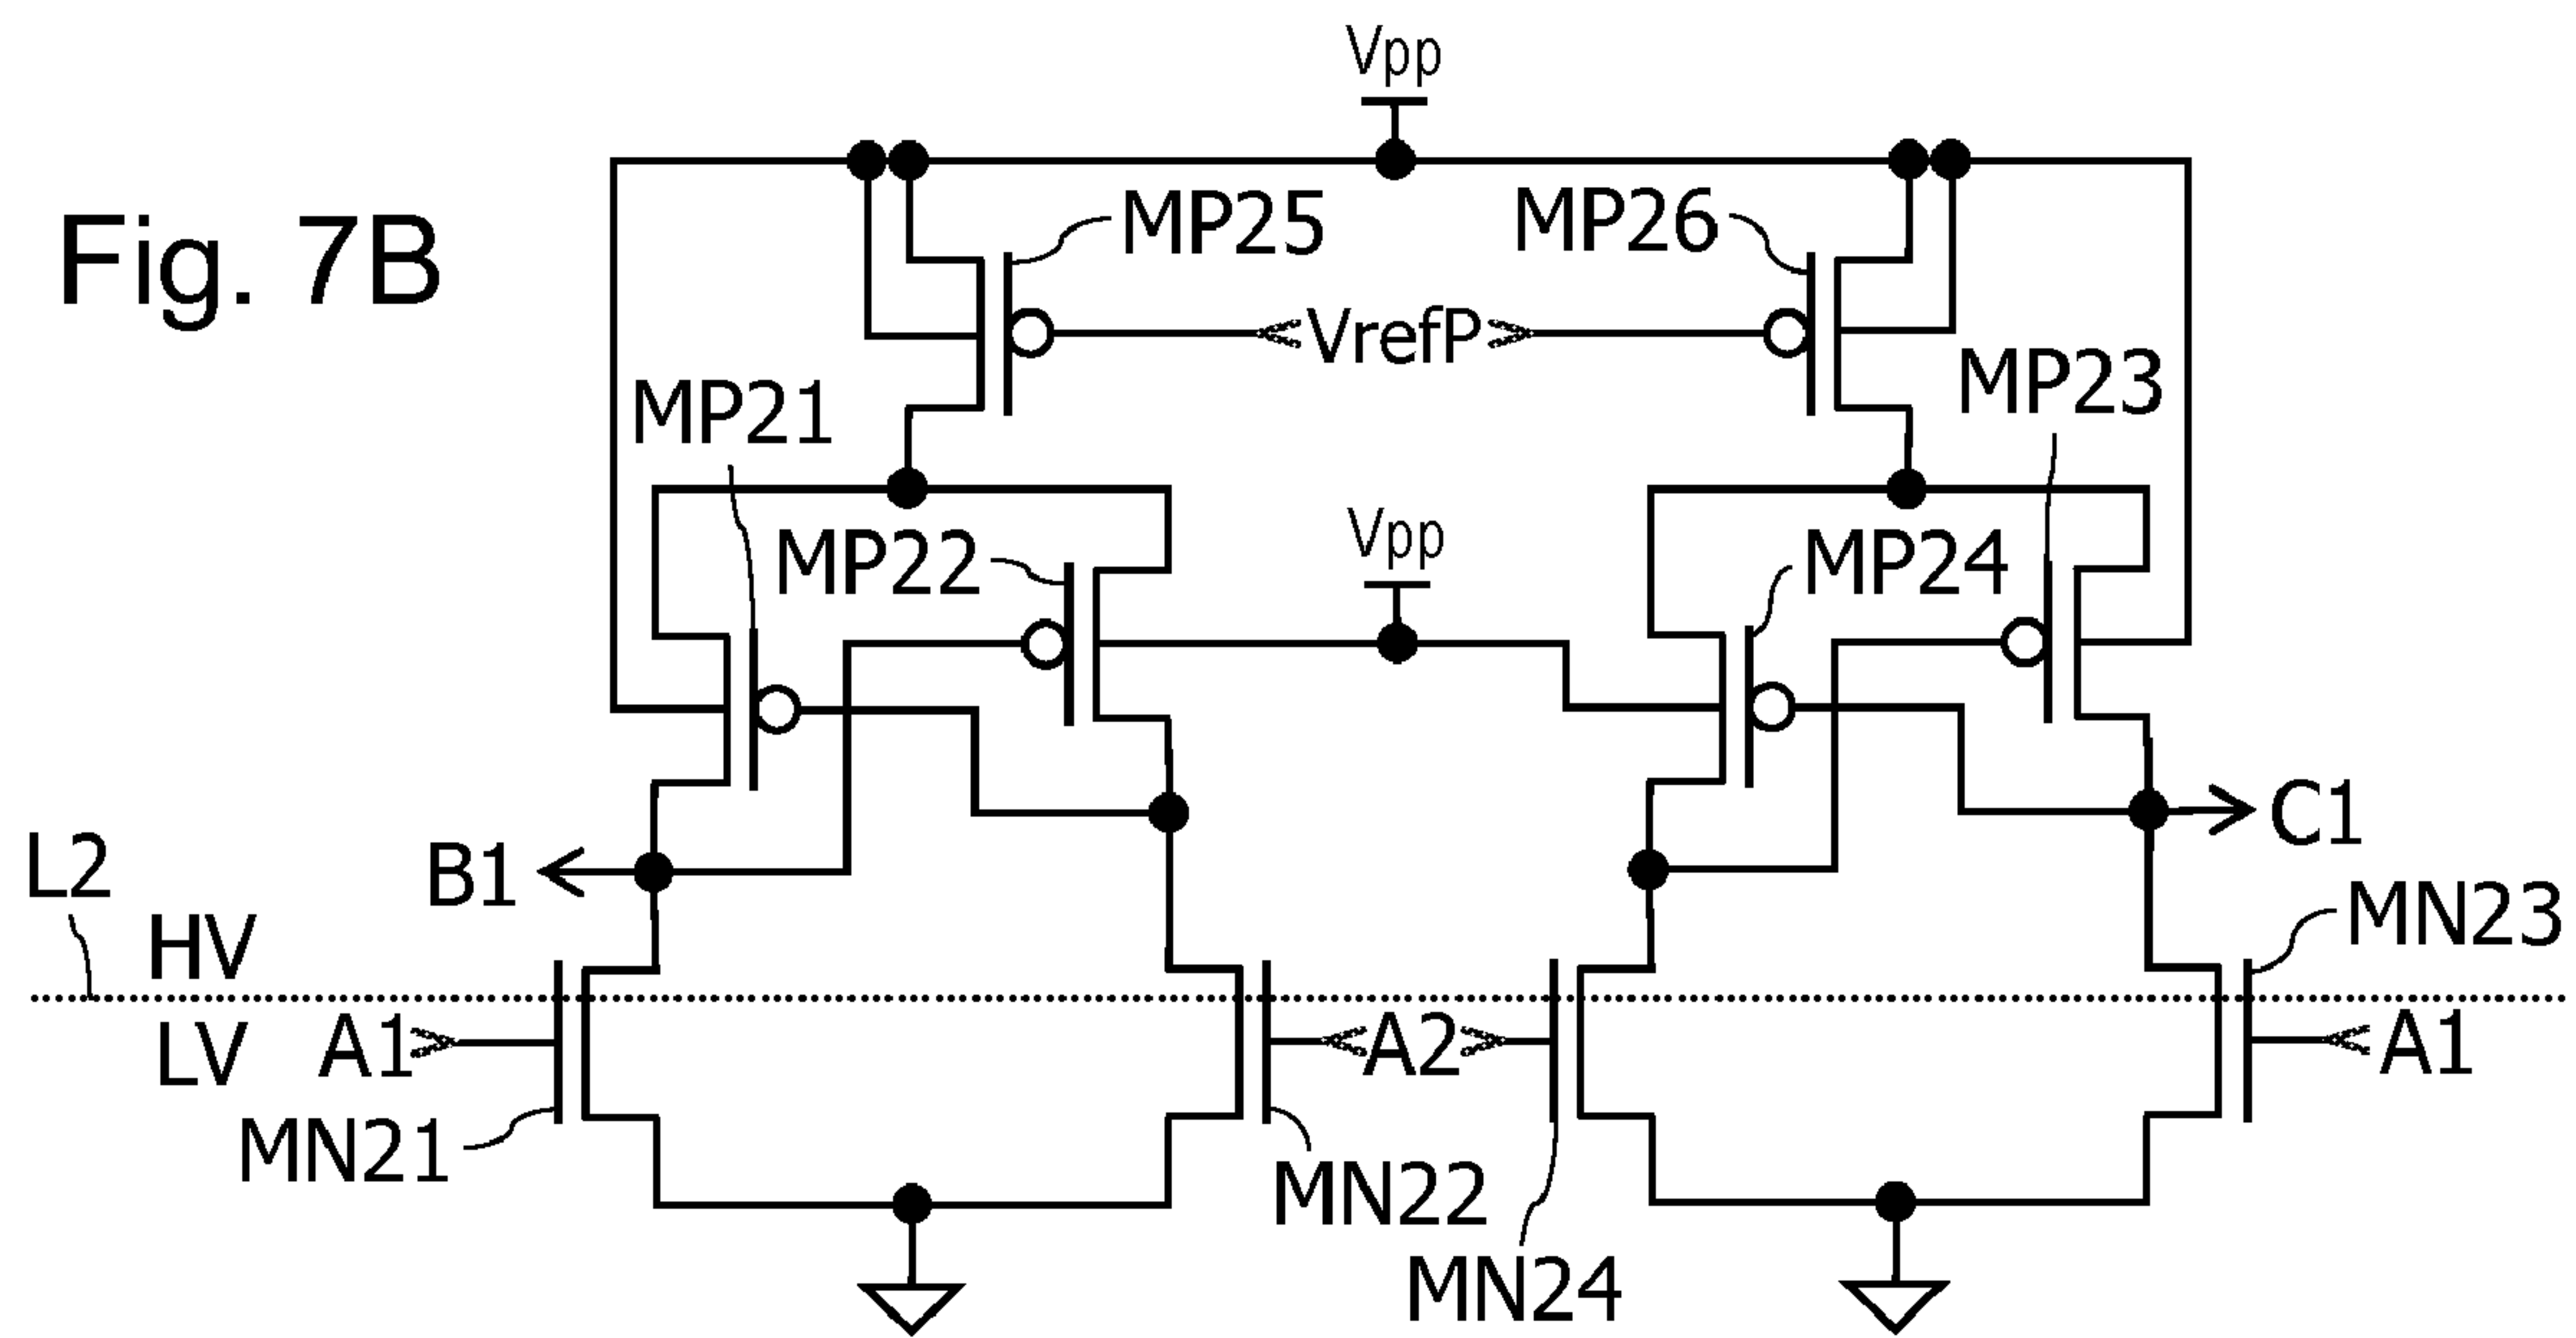 Vpp
Fig. 7B
MP25
MP26
VrefP
MP21
MP23
MP22
Vpp
MP24
B1
C1
L2
HV
MN23
LV
A1
A2
A1
MN21
MN22
MN24